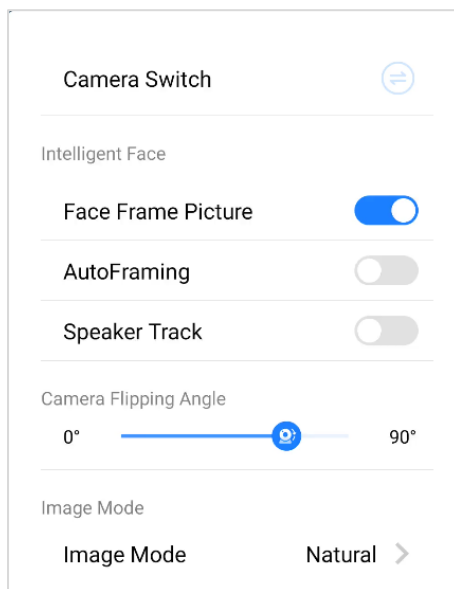 Camera Switch
Intelligent Face
Face Frame Picture
AutoFraming
Speaker Track
Camera Flipping Angle
0° 90°
Image Mode
Image Mode Natural